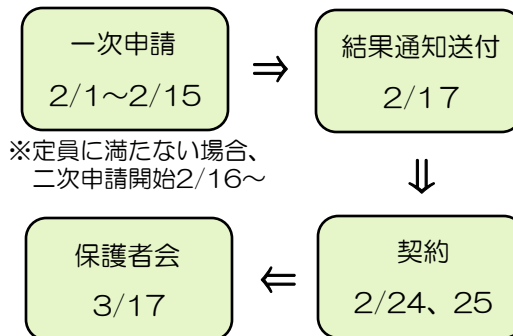 一次申請
2/1～2/15
⇒
結果通知送付
2/17
※定員に満たない場合、
二次申請開始2/16～
⇓
契約
2/24、25
⇐
保護者会
3/17